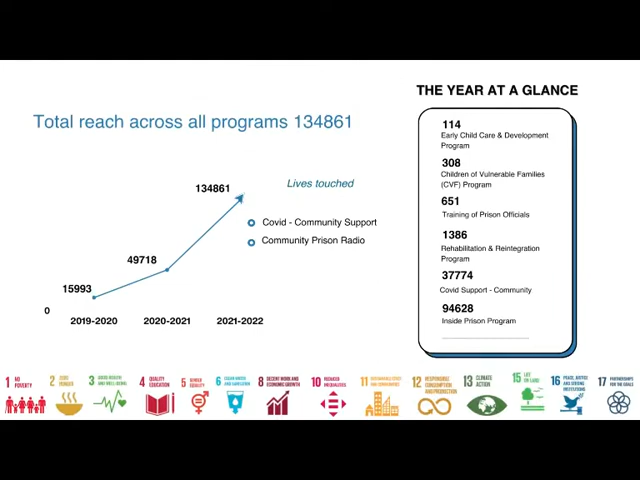 THE YEAR AT A GLANCE
Total reach across all programs 134861
114
Early Child Care & Development
Program
308
Children of Vulnerable Families
(CVF) Program
651
Training of Prison Officials
1386
Rehabilitation & Reintegration
Program
37774
Covid Support - Community
94628
Inside Prison Program
Lives touched
Covid - Community Support
Community Prison Radio
134861
49718
15993
0
2019-2020
2020-2021
2021-2022
1 NO
POVERTY
2 ZERO
HUNGER
3 GOOD HEALTH
AND WELL-BEING
4 QUALITY
EDUCATION
5 GENDER
EQUALITY
6 CLEAN WATER
AND SANITATION
8 DECENT WORK AND
ECONOMIC GROWTH
10 REDUCED
INEQUALITIES
11 SUSTAINABLE CITIES
AND COMMUNITIES
12 RESPONSIBLE
CONSUMPTION
AND PRODUCTION
13 CLIMATE
ACTION
15 LIFE
ON LAND
16 PEACE, JUSTICE
AND STRONG
INSTITUTIONS
17 PARTNERSHIPS
FOR THE GOALS